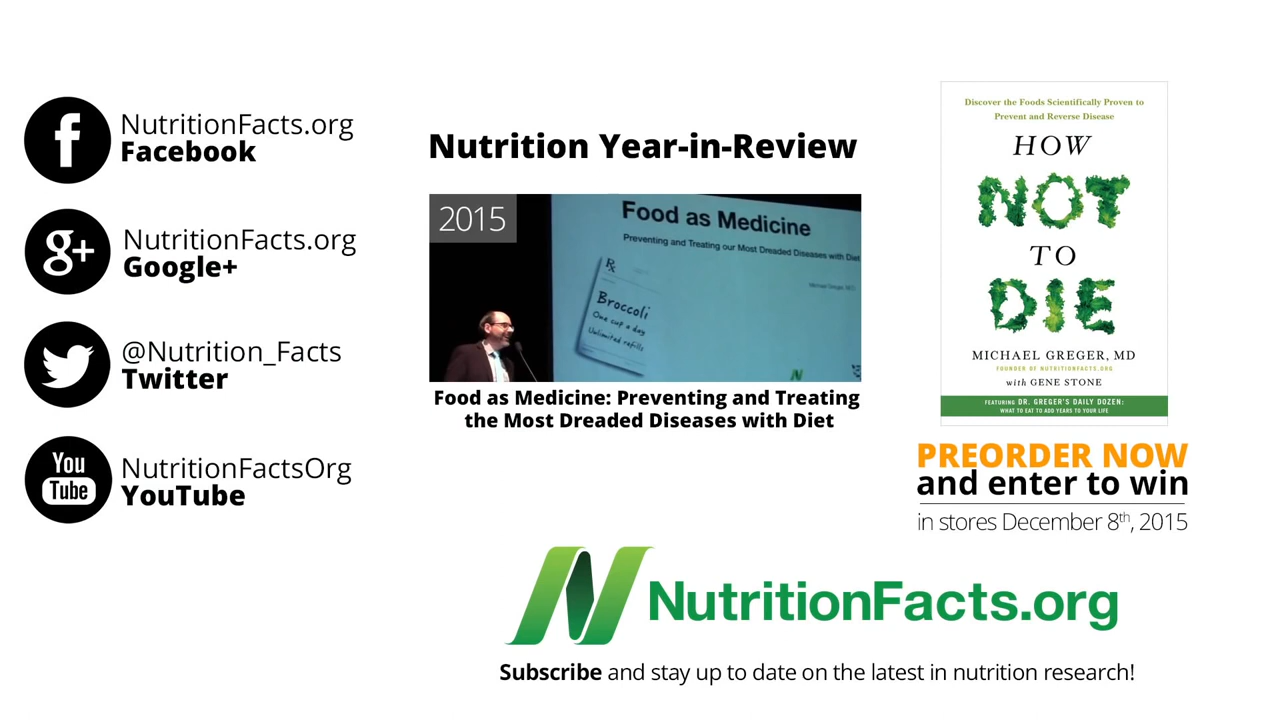 f
NutritionFacts.org
Facebook
g+
NutritionFacts.org
Google+
@Nutrition_Facts
Twitter
You
Tube
NutritionFactsOrg
YouTube
Nutrition Year-in-Review
2015
Food as Medicine
Preventing and Treating our Most Dreaded Diseases with Diet
Rx
Broccoli
One cup a day
Unlimited refills
Food as Medicine: Preventing and Treating
the Most Dreaded Diseases with Diet
Discover the Foods Scientifically Proven to
Prevent and Reverse Disease
HOW
NOT
TO
DIE
MICHAEL GREGER, MD
FOUNDER OF NUTRITIONFACTS.ORG
with GENE STONE
FEATURING DR. GREGER'S DAILY DOZEN:
WHAT TO EAT TO ADD YEARS TO YOUR LIFE
PREORDER NOW
and enter to win
in stores December 8th, 2015
NutritionFacts.org
Subscribe and stay up to date on the latest in nutrition research!